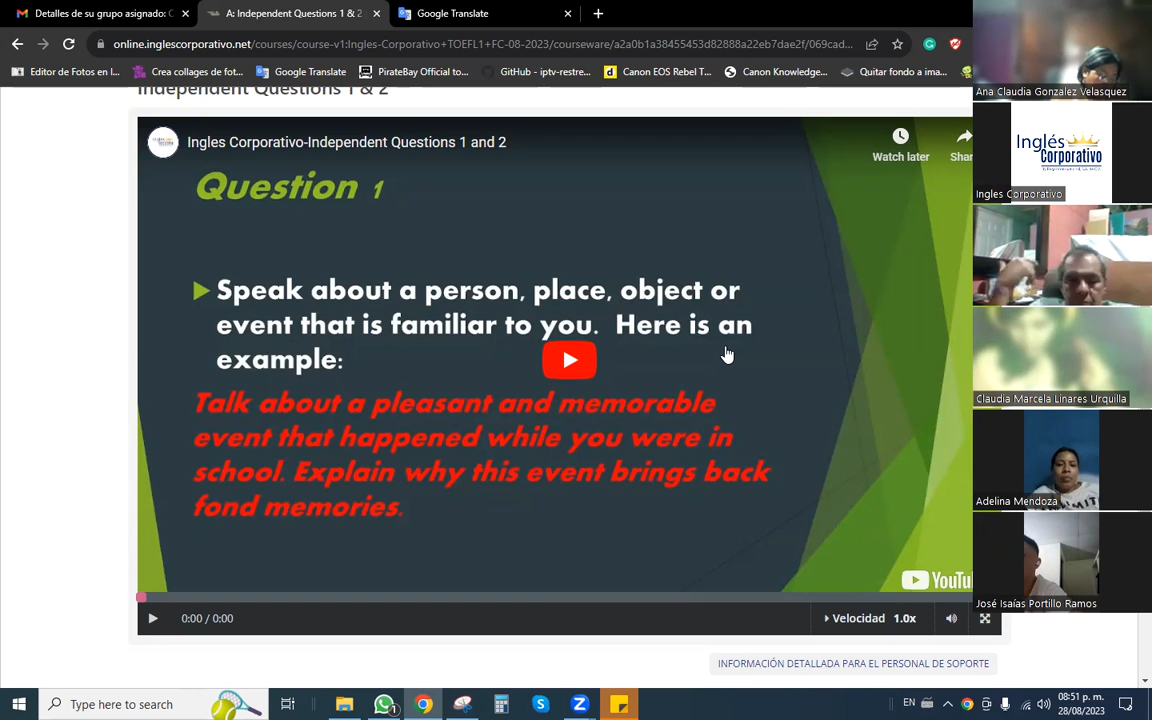 Detalles de su grupo asignado: C
A: Independent Questions 1 & 2
Google Translate
online.inglescorporativo.net/courses/course-v1:Ingles-Corporativo+TOEFL1+FC-08-2023/courseware/a2a0b1a38455453d82888a22eb7dae2f/069cad...
Editor de Fotos en l...
Crea collages de fot...
Google Translate
PirateBay Official to...
GitHub - iptv-restre...
Canon EOS Rebel T...
Canon Knowledge...
Quitar fondo a ima...
Independent Questions 1 & 2
Ingles Corporativo-Independent Questions 1 and 2
Watch later
Shar
Question 1
Speak about a person, place, object or
event that is familiar to you. Here is an
example:
Talk about a pleasant and memorable
event that happened while you were in
school. Explain why this event brings back
fond memories.
YouTu
0:00 / 0:00
Velocidad 1.0x
INFORMACIÓN DETALLADA PARA EL PERSONAL DE SOPORTE
Ana Claudia Gonzalez Velasquez
Inglés
Corporativo
Ingles Corporativo
Claudia Marcela Linares Urquilla
Adelina Mendoza
José Isaías Portillo Ramos
Type here to search
1
EN
08:51 p. m.
28/08/2023